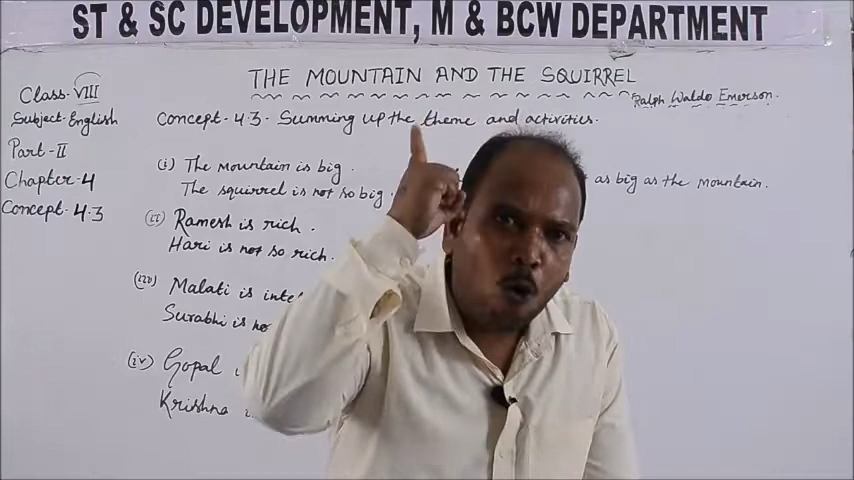 ST & SC DEVELOPMENT, M & BCW DEPARTMENT
THE MOUNTAIN AND THE SQUIRREL
Ralph Waldo Emerson.
Class-VIII
Subject-English
Part-II
Chapter-4
Concept-4.3
Concept-4.3- Summing up the theme and activities.
(i) The mountain is big.
The squirrel is not so big. as big as the mountain.
(ii) Ramesh is rich.
Hari is not so rich.
(iii) Malati is
Surabhi is
(iv) Gopal
Krishna